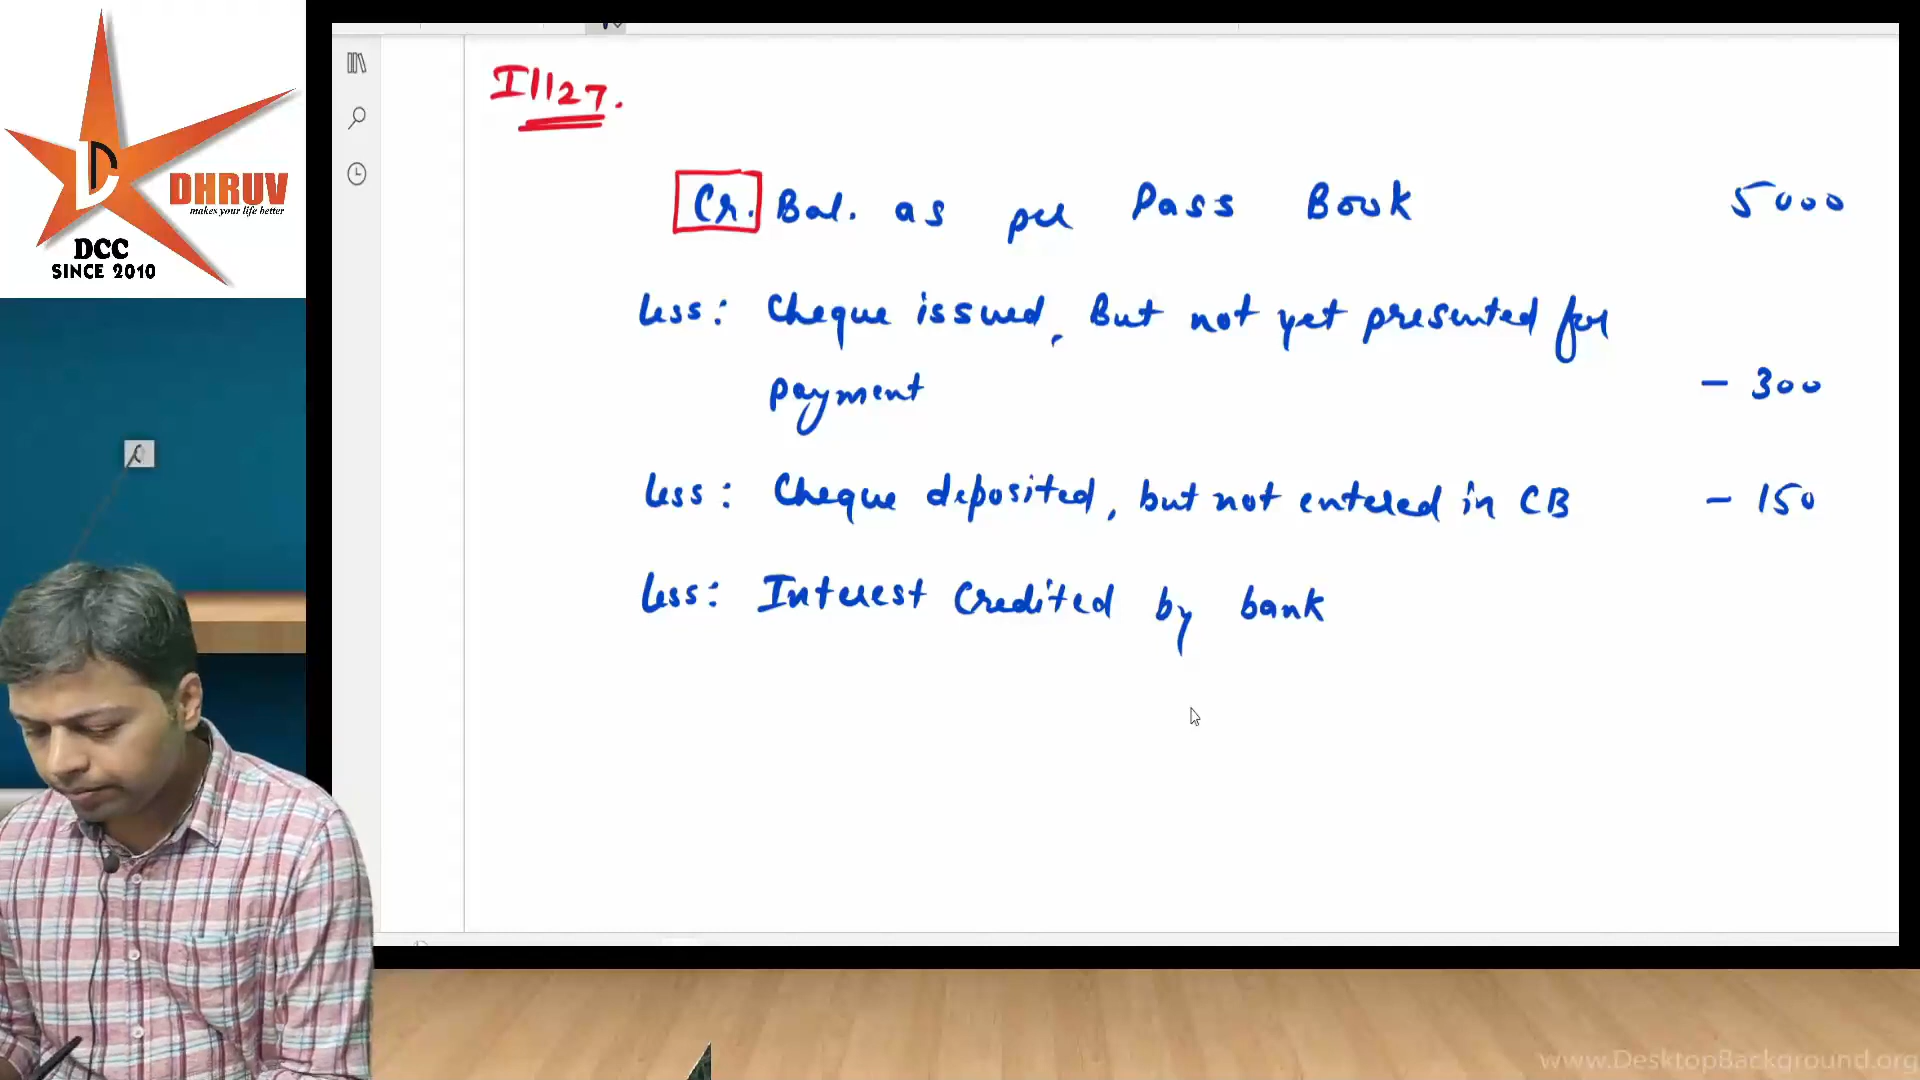 DHRUV
makes your life better
DCC
SINCE 2010
Ill 27.
Cr. Bal. as per Pass Book 5000
Less: Cheque issued, But not yet presented for
payment - 300
Less: Cheque deposited, but not entered in CB - 150
Less: Interest Credited by bank
www.DesktopBackground.org